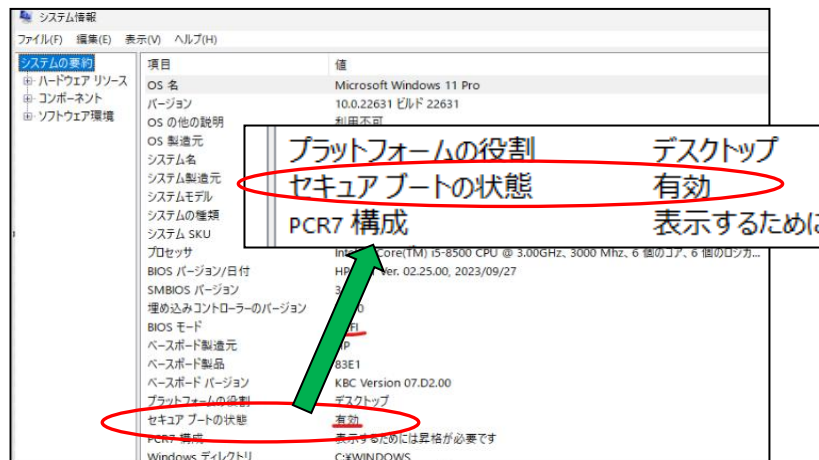 システム情報
ファイル(F) 編集(E) 表示(V) ヘルプ(H)
システムの要約
ハードウェア リソース
コンポーネント
ソフトウェア環境
項目 値
OS 名 Microsoft Windows 11 Pro
バージョン 10.0.22631 ビルド 22631
OS の他の説明 利用不可
OS 製造元
システム名
システム製造元
システムモデル
システムの種類
システム SKU
プロセッサ Core(TM) i5-8500 CPU @ 3.00GHz、3000 Mhz、6 個のコア、6 個のロジカ...
BIOS バージョン/日付 Ver. 02.25.00, 2023/09/27
SMBIOS バージョン
埋め込みコントローラーのバージョン
BIOS モード
ベースボード製造元
ベースボード製品 83E1
ベースボード バージョン KBC Version 07.D2.00
プラットフォームの役割 デスクトップ
セキュア ブートの状態 有効
PCR7 構成 表示するためには昇格が必要です
Windows ディレクトリ C:¥WINDOWS
プラットフォームの役割 デスクトップ
セキュア ブートの状態 有効
PCR7 構成 表示するために